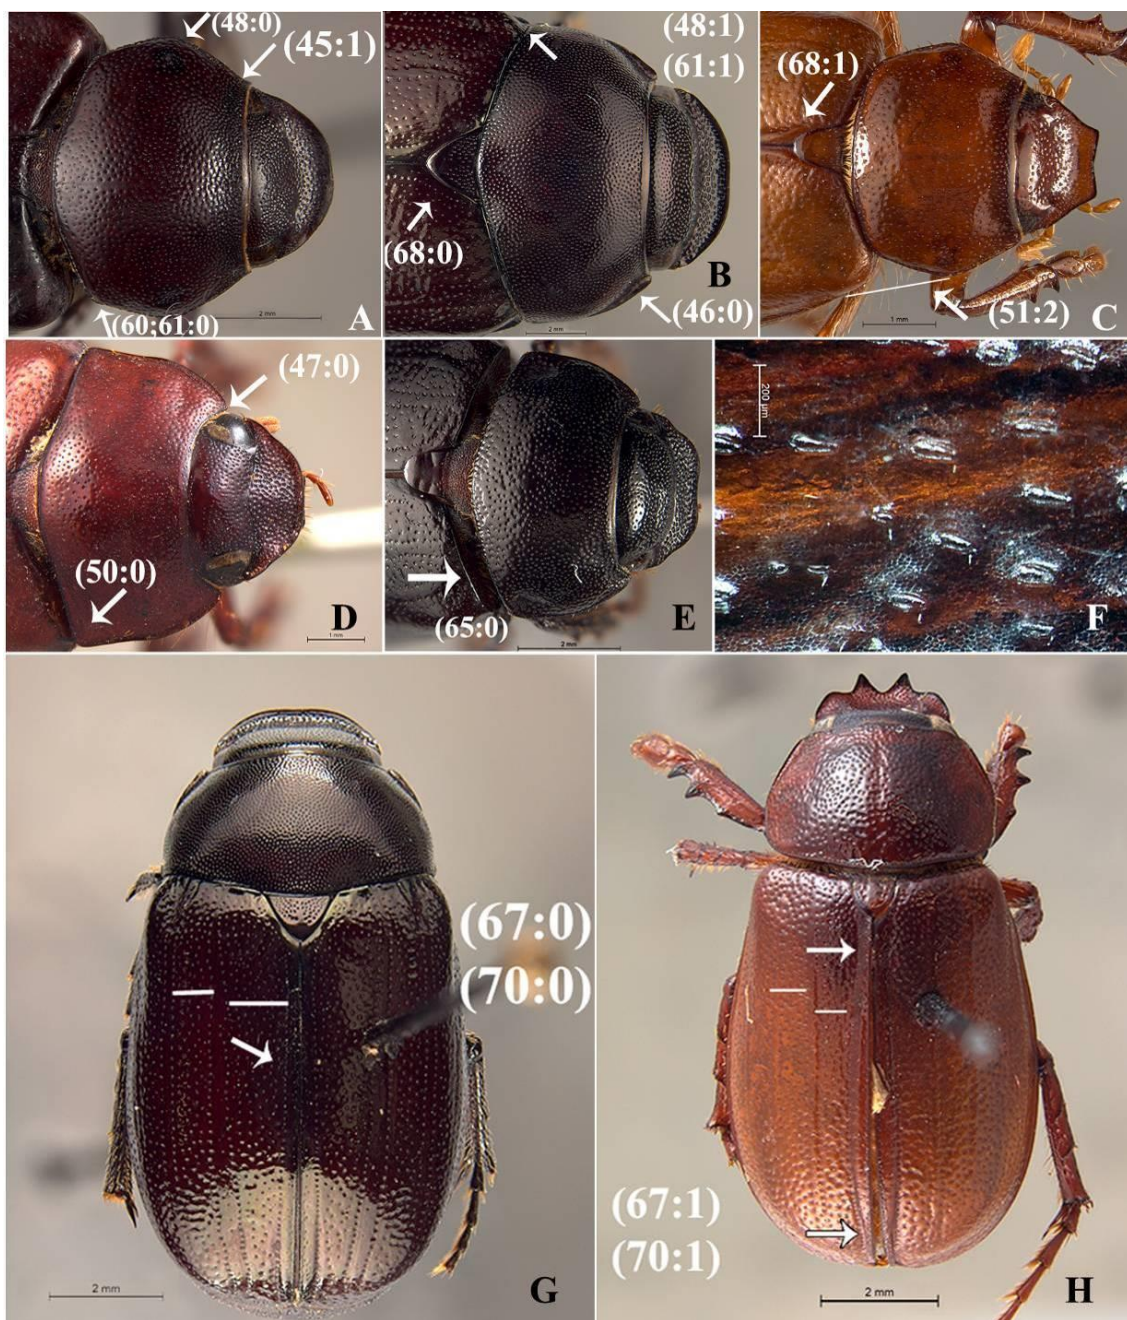 (48:0)
(45:1)
(60;61:0)
2 mm
A
(48:1)
(61:1)
(68:0)
B
(46:0)
2 mm
(68:1)
(51:2)
C
1 mm
(47:0)
(50:0)
D
1 mm
(65:0)
E
2 mm
200 µm
F
(67:0)
(70:0)
2 mm
G
(67:1)
(70:1)
2 mm
H